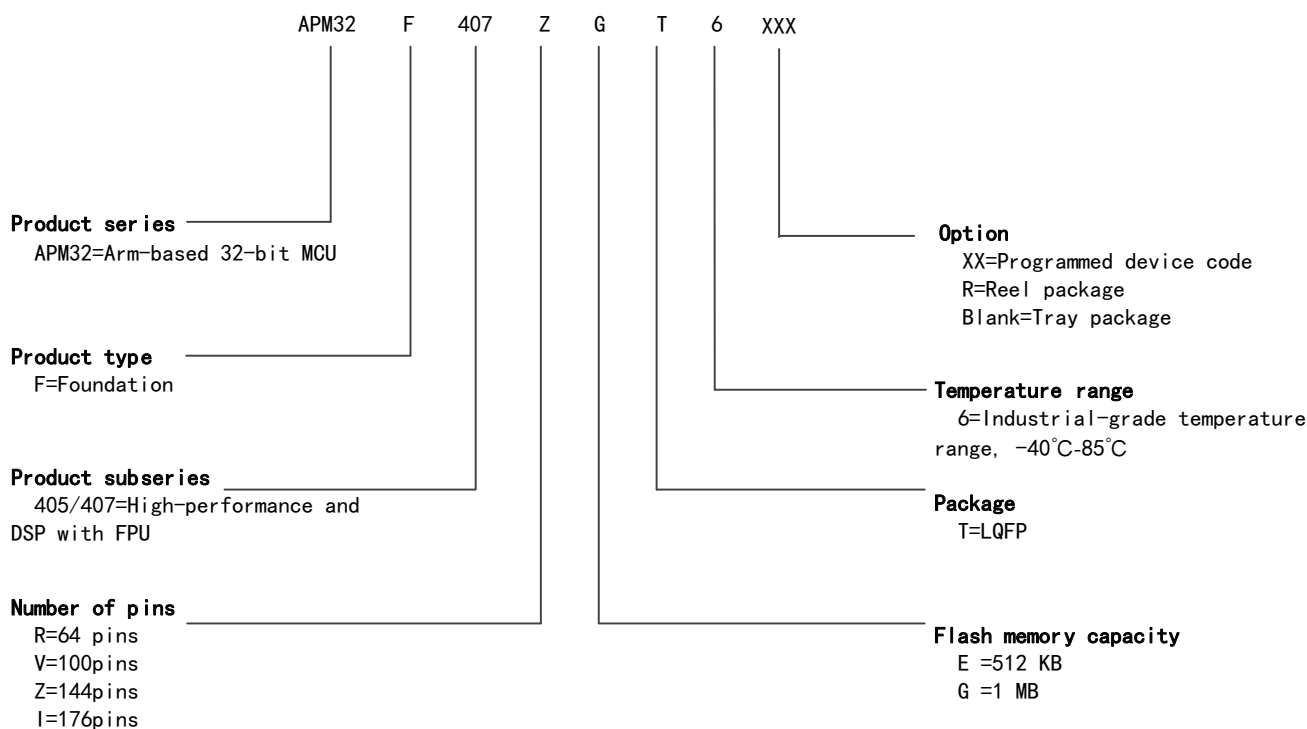 APM32 F 407 Z G T 6 XXX
Product series
APM32=Arm-based 32-bit MCU
Product type
F=Foundation
Product subseries
405/407=High-performance and
DSP with FPU
Number of pins
R=64 pins
V=100pins
Z=144pins
I=176pins
Option
XX=Programmed device code
R=Reel package
Blank=Tray package
Temperature range
6=Industrial-grade temperature
range, -40℃-85℃
Package
T=LQFP
Flash memory capacity
E =512 KB
G =1 MB